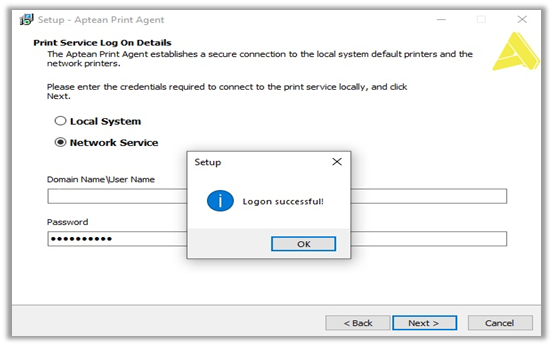 Setup - Aptean Print Agent
Print Service Log On Details
The Aptean Print Agent establishes a secure connection to the local system default printers and the
network printers.
Please enter the credentials required to connect to the print service locally, and click
Next.
Local System
Network Service
Setup
Logon successful!
OK
Domain Name\User Name
Password
••••••••••
< Back
Next >
Cancel